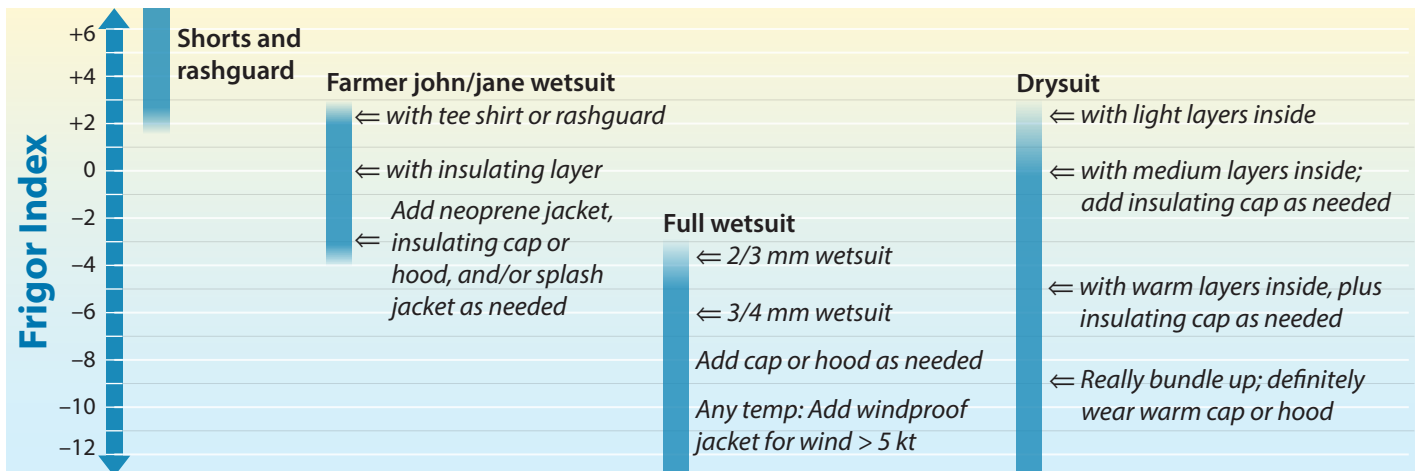 Frigor Index
+6
+4
+2
0
–2
–4
–6
–8
–10
–12
Shorts and
rashguard
Farmer john/jane wetsuit
⇐ with tee shirt or rashguard
⇐ with insulating layer
Add neoprene jacket,
⇐ insulating cap or
hood, and/or splash
jacket as needed
Full wetsuit
⇐ 2/3 mm wetsuit
⇐ 3/4 mm wetsuit
Add cap or hood as needed
Any temp: Add windproof
jacket for wind > 5 kt
Drysuit
⇐ with light layers inside
⇐ with medium layers inside;
add insulating cap as needed
⇐ with warm layers inside, plus
insulating cap as needed
⇐ Really bundle up; definitely
wear warm cap or hood